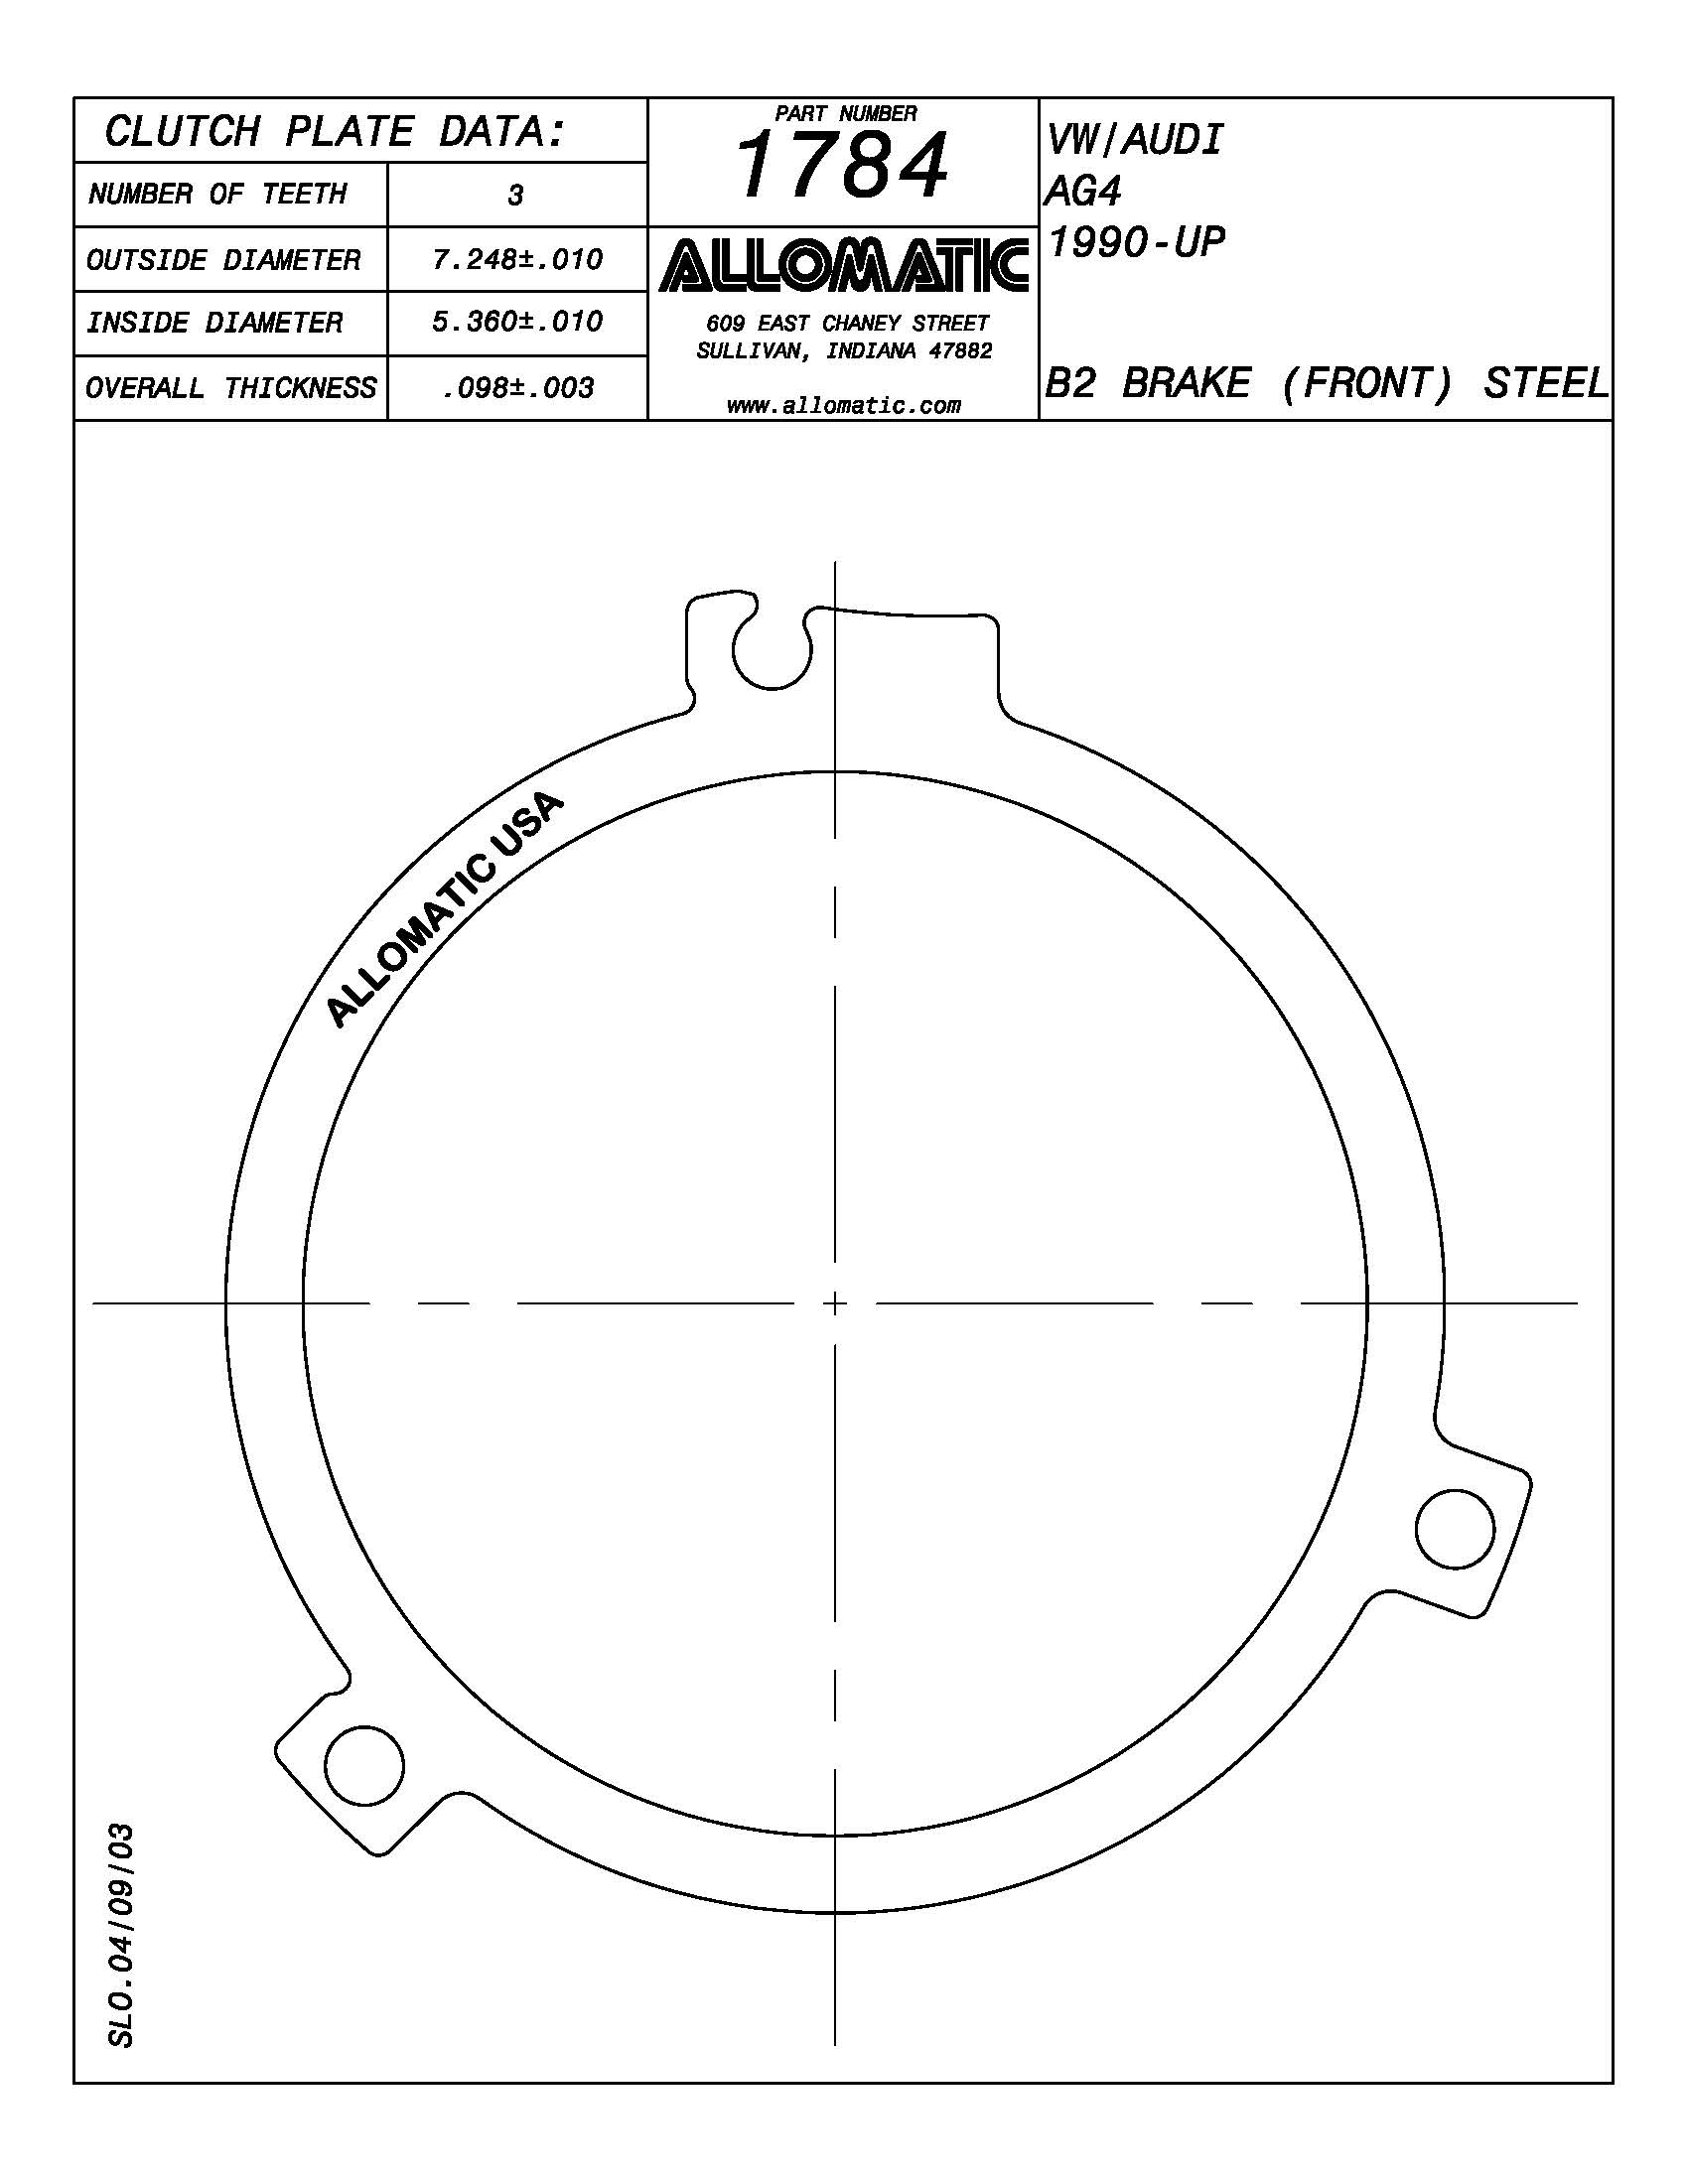 CLUTCH PLATE DATA:
NUMBER OF TEETH 3
OUTSIDE DIAMETER 7.248±.010
INSIDE DIAMETER 5.360±.010
OVERALL THICKNESS .098±.003
PART NUMBER
1784
ALLOMATIC
609 EAST CHANEY STREET
SULLIVAN, INDIANA 47882
www.allomatic.com
VW/AUDI
AG4
1990-UP
B2 BRAKE (FRONT) STEEL
ALLOMATIC USA
SLO.04/09/03